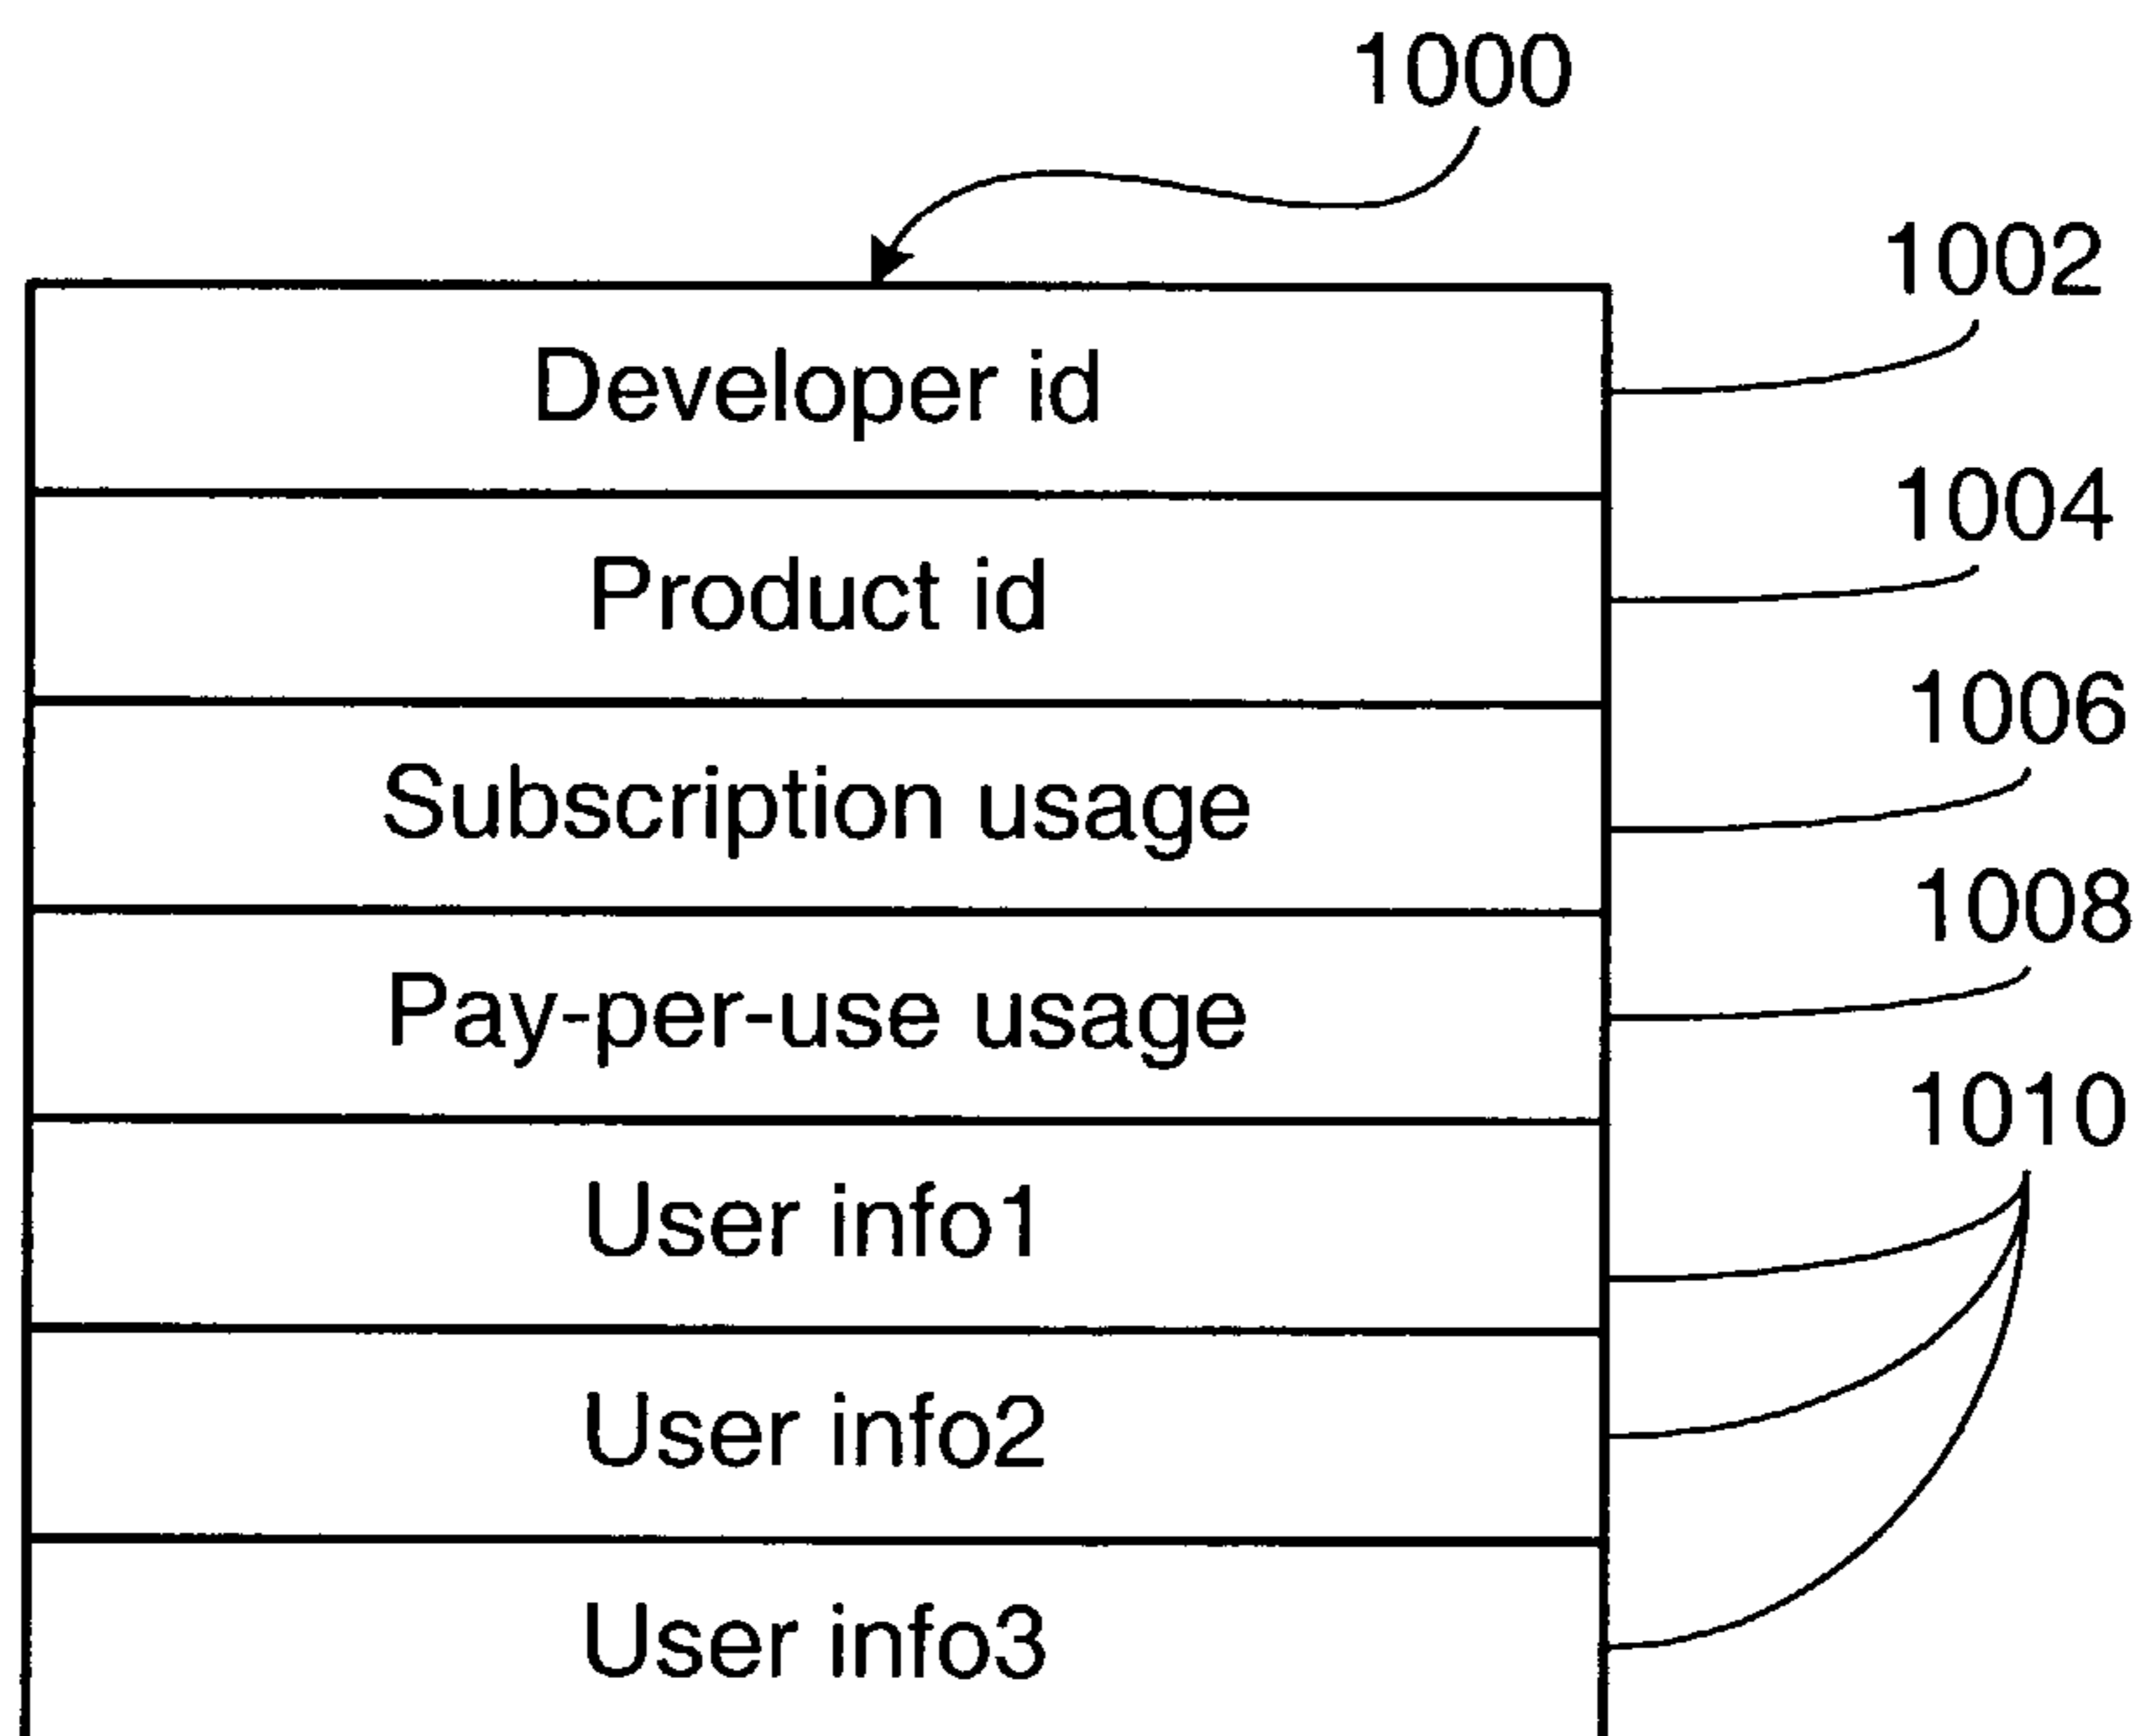 1000
1002
Developer id
1004
Product id
1006
Subscription usage
1008
Pay-per-use usage
1010
User info1
User info2
User info3